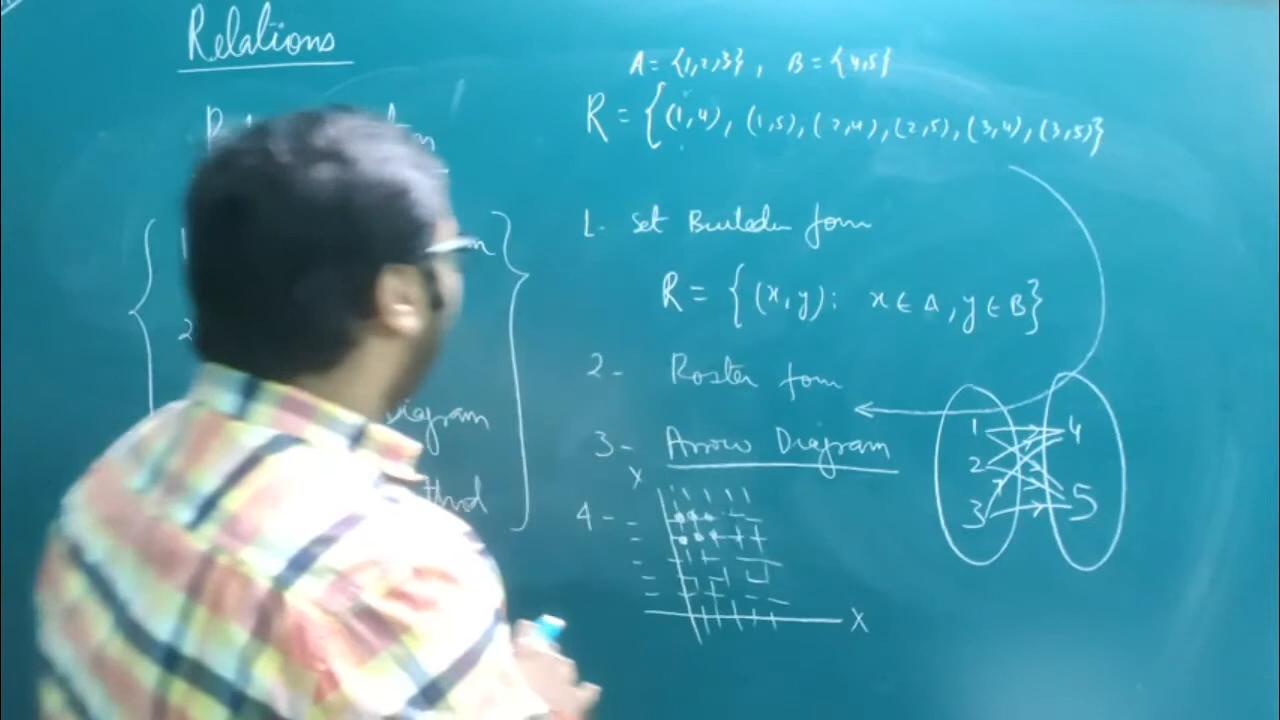 Relations
A = {1,2,3}, B = {4,5}
R = {(1,4), (1,5), (2,4), (2,5), (3,4), (3,5)}
1. Set Builder form
R = {(x,y): x ∈ A, y ∈ B}
2- Roster form
3- Arrow Diagram
4-
X
1 4
2
3 5
Diagram